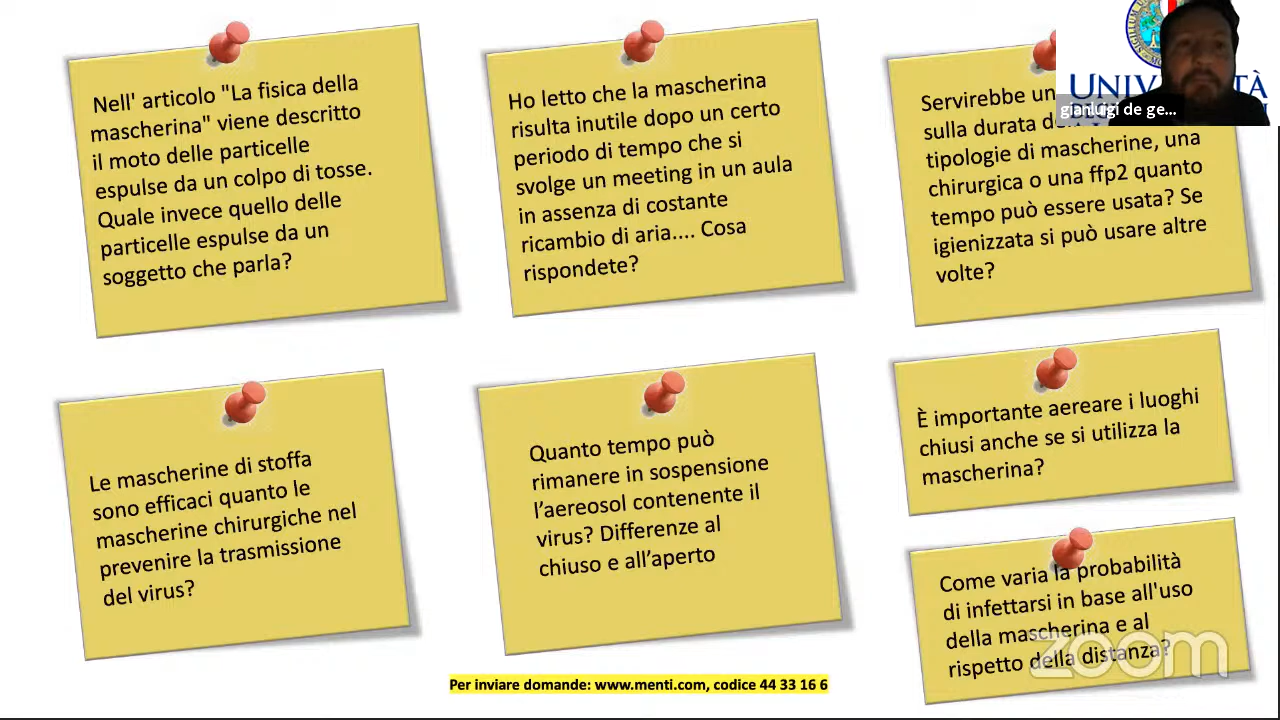 Nell' articolo "La fisica della
mascherina" viene descritto
il moto delle particelle
espulse da un colpo di tosse.
Quale invece quello delle
particelle espulse da un
soggetto che parla?
Ho letto che la mascherina
risulta inutile dopo un certo
periodo di tempo che si
svolge un meeting in un aula
in assenza di costante
ricambio di aria.... Cosa
rispondete?
Servirebbe un
sulla durata
tipologie di mascherine, una
chirurgica o una ffp2 quanto
tempo può essere usata? Se
igienizzata si può usare altre
volte?
gianluigi de ge...
Le mascherine di stoffa
sono efficaci quanto le
mascherine chirurgiche nel
prevenire la trasmissione
del virus?
Quanto tempo può
rimanere in sospensione
l'aereosol contenente il
virus? Differenze al
chiuso e all'aperto
È importante aereare i luoghi
chiusi anche se si utilizza la
mascherina?
Come varia la probabilità
di infettarsi in base all'uso
della mascherina e al
rispetto della distanza?
zoom
Per inviare domande: www.menti.com, codice 44 33 16 6